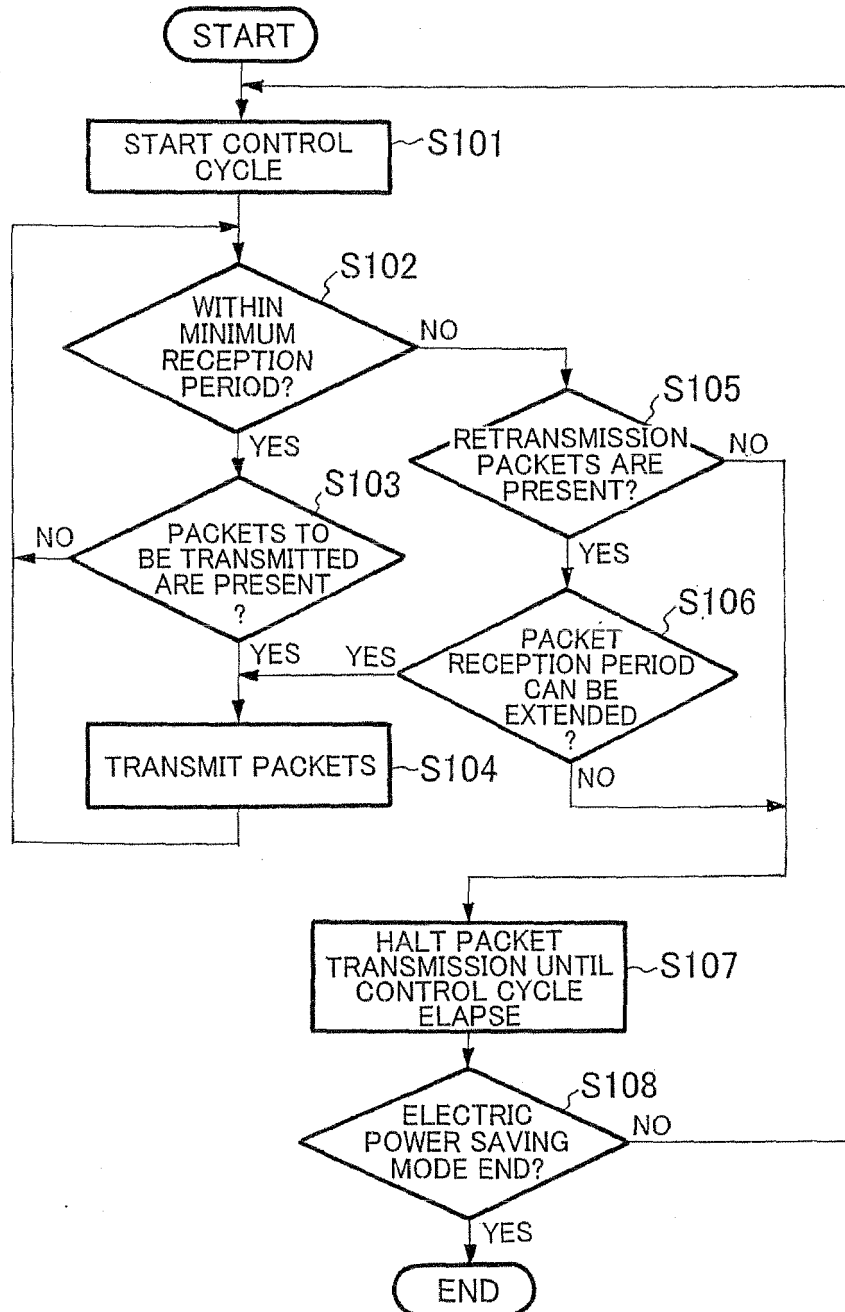 START
START CONTROL
CYCLE
S101
S102
WITHIN
MINIMUM
RECEPTION
PERIOD?
NO
YES
S105
RETRANSMISSION
PACKETS ARE
PRESENT?
NO
YES
S103
PACKETS TO
BE TRANSMITTED
ARE PRESENT
?
NO
YES
S106
PACKET
RECEPTION PERIOD
CAN BE
EXTENDED
?
YES
NO
TRANSMIT PACKETS
S104
HALT PACKET
TRANSMISSION UNTIL
CONTROL CYCLE
ELAPSE
S107
S108
ELECTRIC
POWER SAVING
MODE END?
NO
YES
END